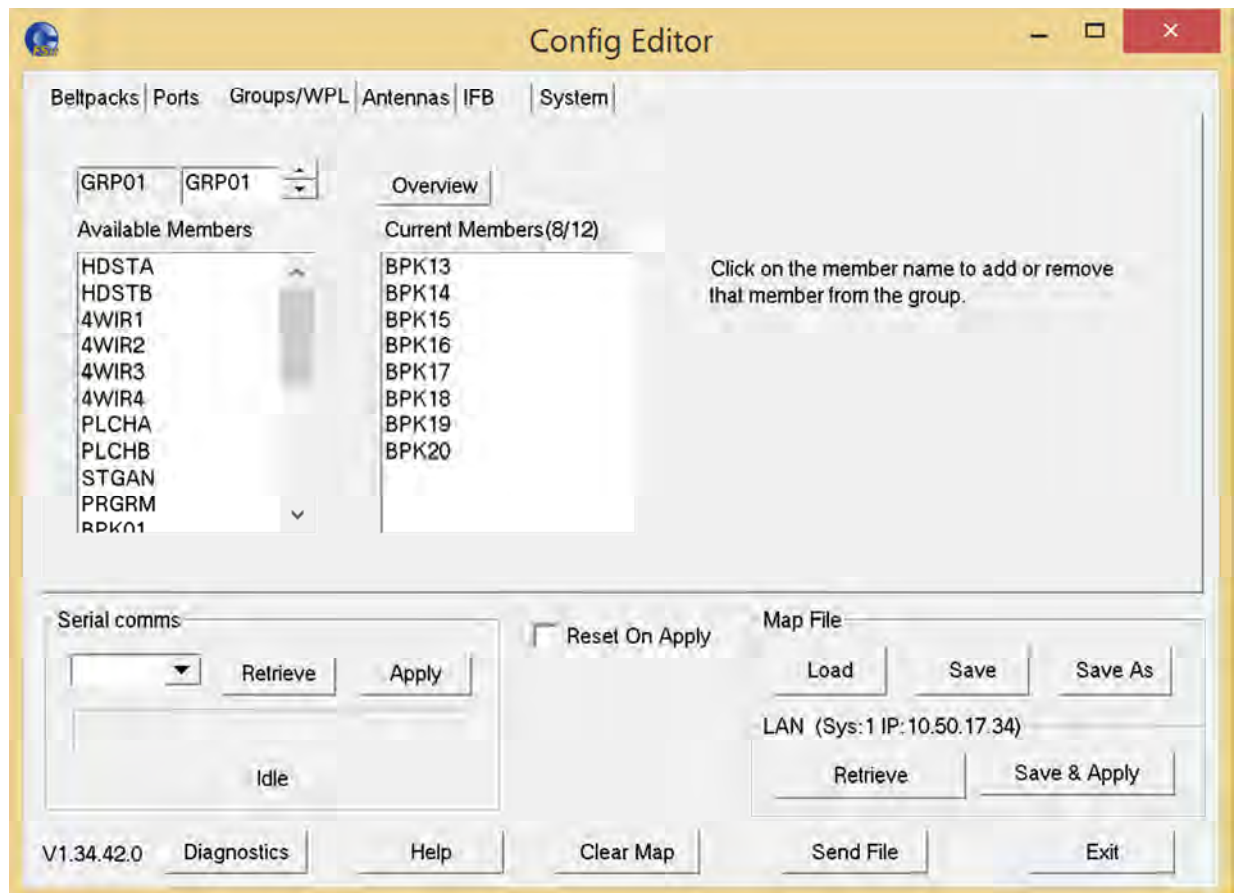 Config Editor
Beltpacks Ports Groups/WPL Antennas IFB System
GRP01 GRP01 Overview
Available Members
HDSTA
HDSTB
4WIR1
4WIR2
4WIR3
4WIR4
PLCHA
PLCHB
STGAN
PRGRM
BPK01
Current Members(8/12)
BPK13
BPK14
BPK15
BPK16
BPK17
BPK18
BPK19
BPK20
Click on the member name to add or remove
that member from the group.
Serial comms
Retrieve Apply
Idle
Reset On Apply
Map File
Load Save Save As
LAN (Sys:1 IP:10.50.17.34)
Retrieve Save & Apply
V1.34.42.0 Diagnostics Help Clear Map Send File Exit